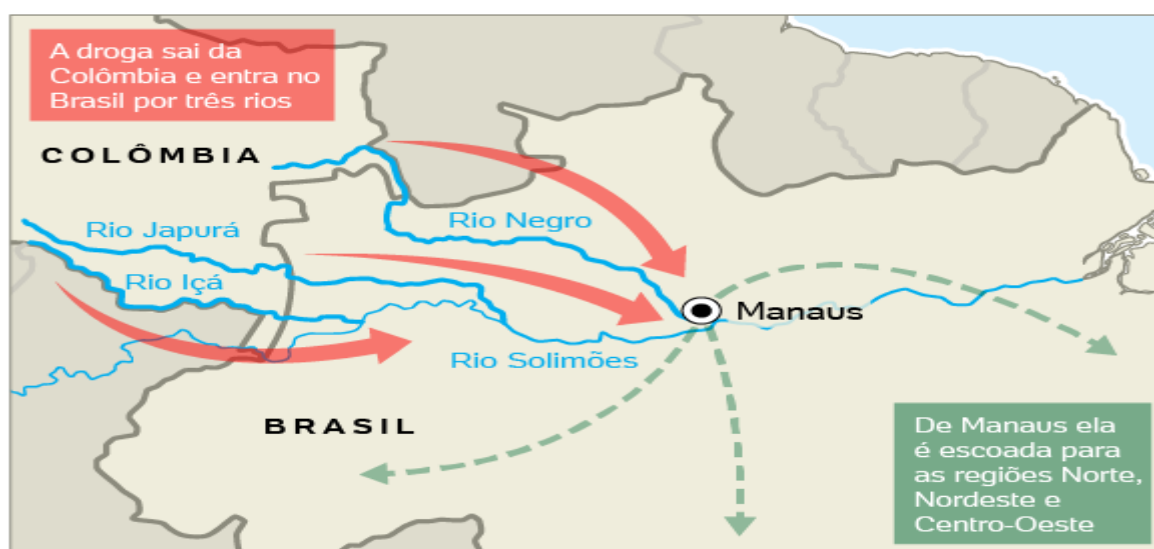 A droga sai da
Colômbia e entra no
Brasil por três rios
COLÔMBIA
Rio Japurá
Rio Negro
Rio Içá
Manaus
Rio Solimões
BRASIL
De Manaus ela
é escoada para
as regiões Norte,
Nordeste e
Centro-Oeste